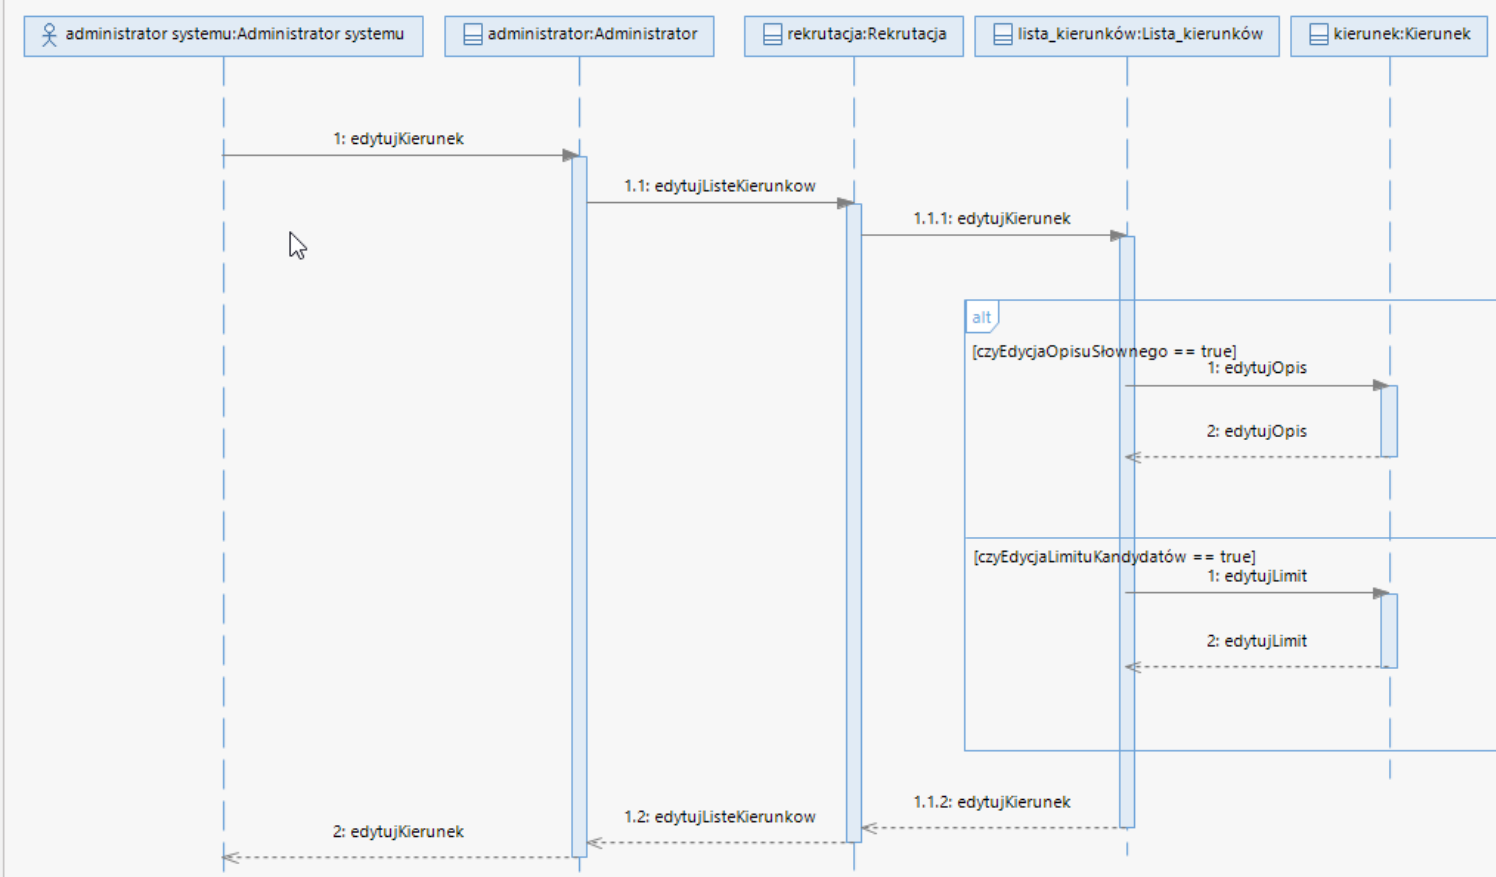 administrator systemu:Administrator systemu
administrator:Administrator
rekrutacja:Rekrutacja
lista_kierunków:Lista_kierunków
kierunek:Kierunek
1: edytujKierunek
1.1: edytujListeKierunkow
1.1.1: edytujKierunek
alt
[czyEdycjaOpisuSłownego == true]
1: edytujOpis
2: edytujOpis
[czyEdycjaLimituKandydatów == true]
1: edytujLimit
2: edytujLimit
1.1.2: edytujKierunek
1.2: edytujListeKierunkow
2: edytujKierunek